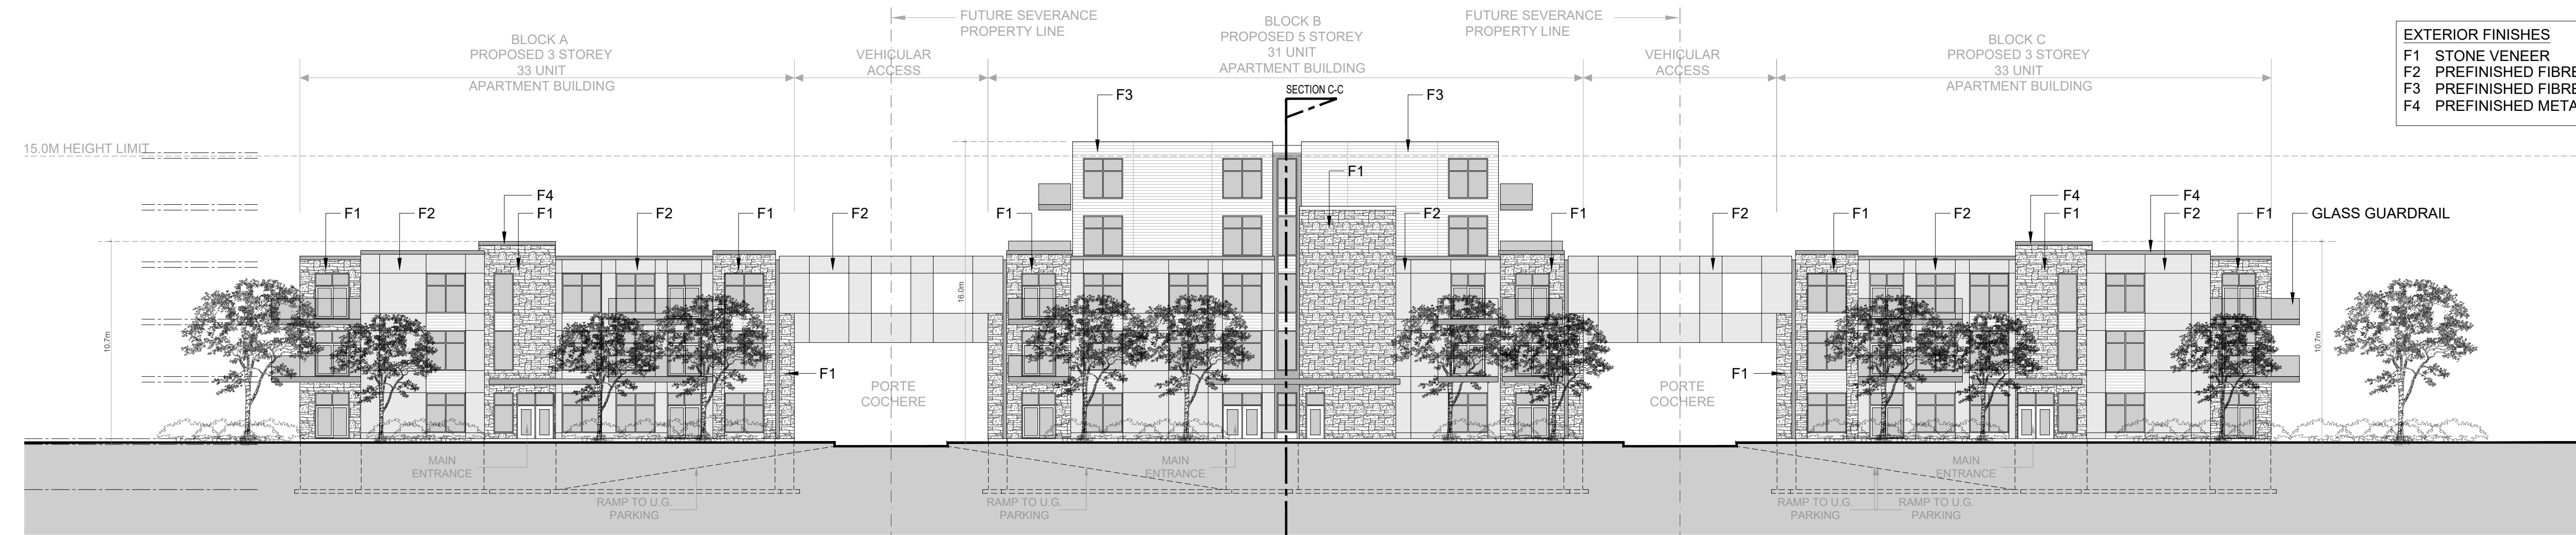 FUTURE SEVERANCE
PROPERTY LINE
FUTURE SEVERANCE
PROPERTY LINE
BLOCK A
PROPOSED 3 STOREY
33 UNIT
APARTMENT BUILDING
VEHICULAR
ACCESS
BLOCK B
PROPOSED 5 STOREY
31 UNIT
APARTMENT BUILDING
VEHICULAR
ACCESS
BLOCK C
PROPOSED 3 STOREY
33 UNIT
APARTMENT BUILDING
EXTERIOR FINISHES
F1 STONE VENEER
F2 PREFINISHED FIBRE
F3 PREFINISHED FIBRE
F4 PREFINISHED META
SECTION C-C
F3
F3
15.0M HEIGHT LIMIT
F1
F4
F4
F4
F1
F2
F1
F2
F1
F2
F1
F2
F1
F2
F1
F2
F1
F2
F1
GLASS GUARDRAIL
10.7m
16.0m
10.7m
F1
F1
PORTE
COCHERE
PORTE
COCHERE
MAIN
ENTRANCE
MAIN
ENTRANCE
MAIN
ENTRANCE
RAMP TO U.G.
PARKING
RAMP TO U.G.
PARKING
RAMP TO U.G.
PARKING
RAMP TO U.G.
PARKING